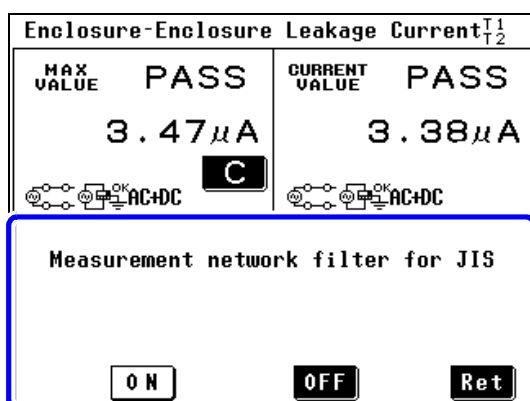 Enclosure-Enclosure Leakage Current T1 T2
MAX VALUE PASS
3.47μA
C
OK AC+DC
CURRENT VALUE PASS
3.38μA
OK AC+DC
Measurement network filter for JIS
ON OFF Ret